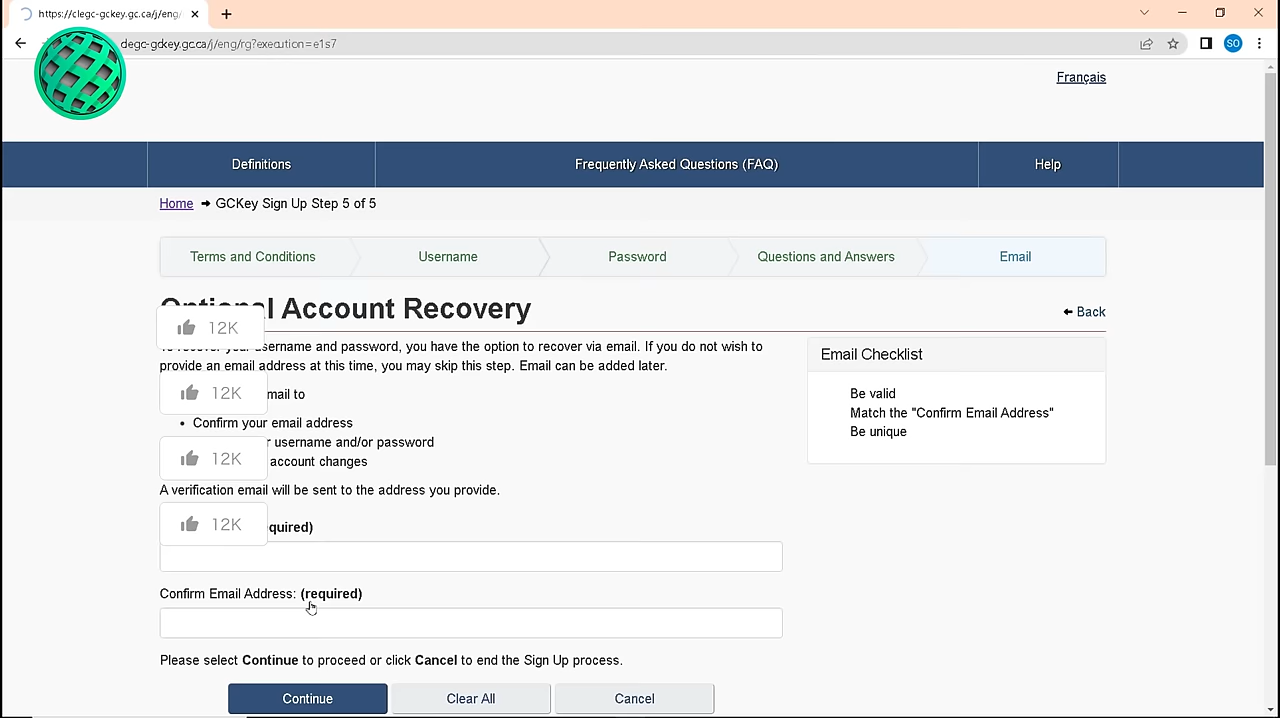 https://clegc-gckey.gc.ca/j/eng/
clegc-gckey.gc.ca/j/eng/rg?execution=e1s7
SO
Français
Definitions
Frequently Asked Questions (FAQ)
Help
Home GCKey Sign Up Step 5 of 5
Terms and Conditions
Username
Password
Questions and Answers
Email
Optional Account Recovery
Back
12K
username and password, you have the option to recover via email. If you do not wish to
provide an email address at this time, you may skip this step. Email can be added later.
Email Checklist
Be valid
Match the "Confirm Email Address"
Be unique
12K
to
• Confirm your email address
username and/or password
12K
account changes
A verification email will be sent to the address you provide.
12K
Confirm Email Address: (required)
Please select Continue to proceed or click Cancel to end the Sign Up process.
Continue
Clear All
Cancel